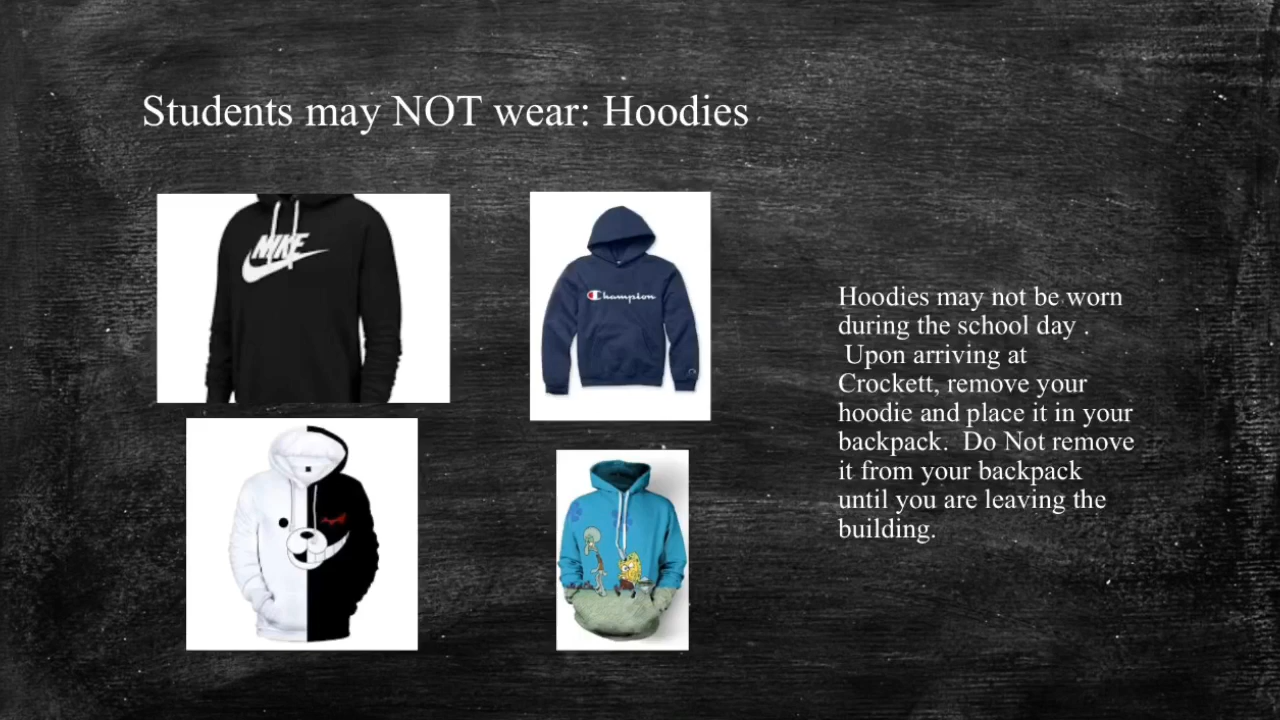 Students may NOT wear: Hoodies
NIKE
Champion
Hoodies may not be worn
during the school day .
Upon arriving at
Crockett, remove your
hoodie and place it in your
backpack.  Do Not remove
it from your backpack
until you are leaving the
building.